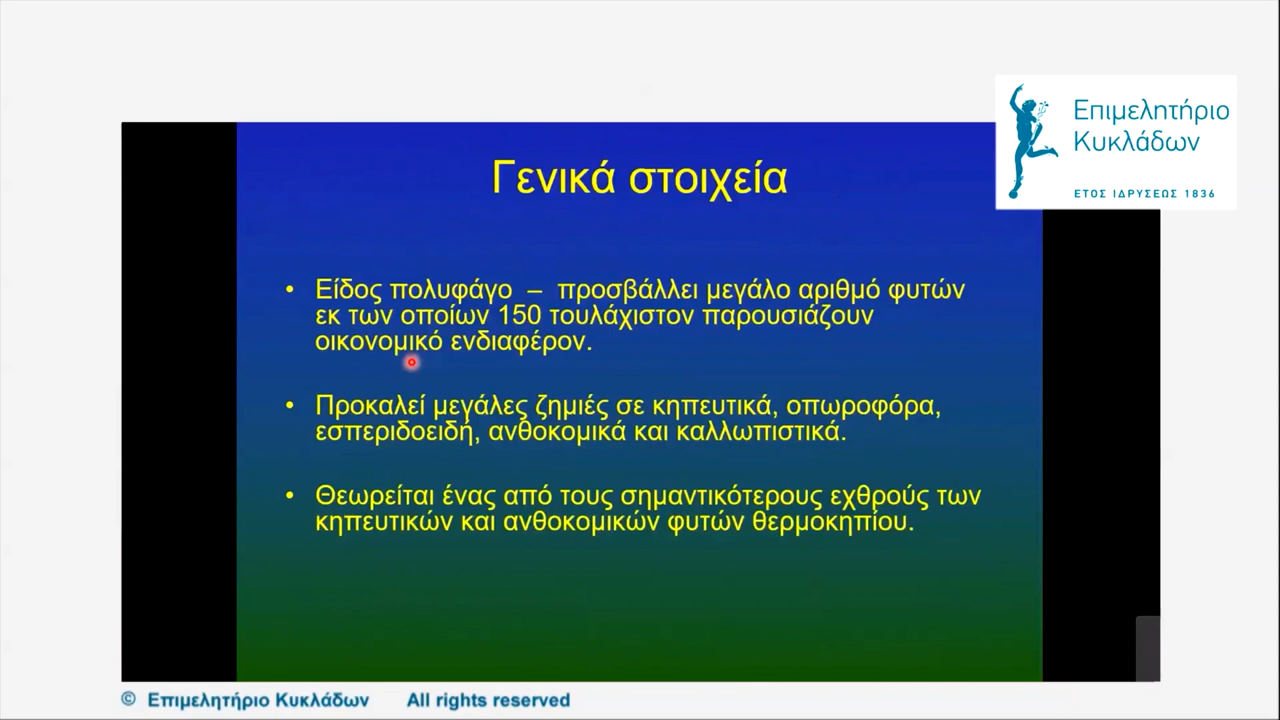 Επιμελητήριο
Κυκλάδων
ΕΤΟΣ ΙΔΡΥΣΕΩΣ 1836
Γενικά στοιχεία
• Είδος πολυφάγο – προσβάλλει μεγάλο αριθμό φυτών
εκ των οποίων 150 τουλάχιστον παρουσιάζουν
οικονομικό ενδιαφέρον.
• Προκαλεί μεγάλες ζημιές σε κηπευτικά, οπωροφόρα,
εσπεριδοειδή, ανθοκομικά και καλλωπιστικά.
• Θεωρείται ένας από τους σημαντικότερους εχθρούς των
κηπευτικών και ανθοκομικών φυτών θερμοκηπίου.
© Επιμελητήριο Κυκλάδων All rights reserved